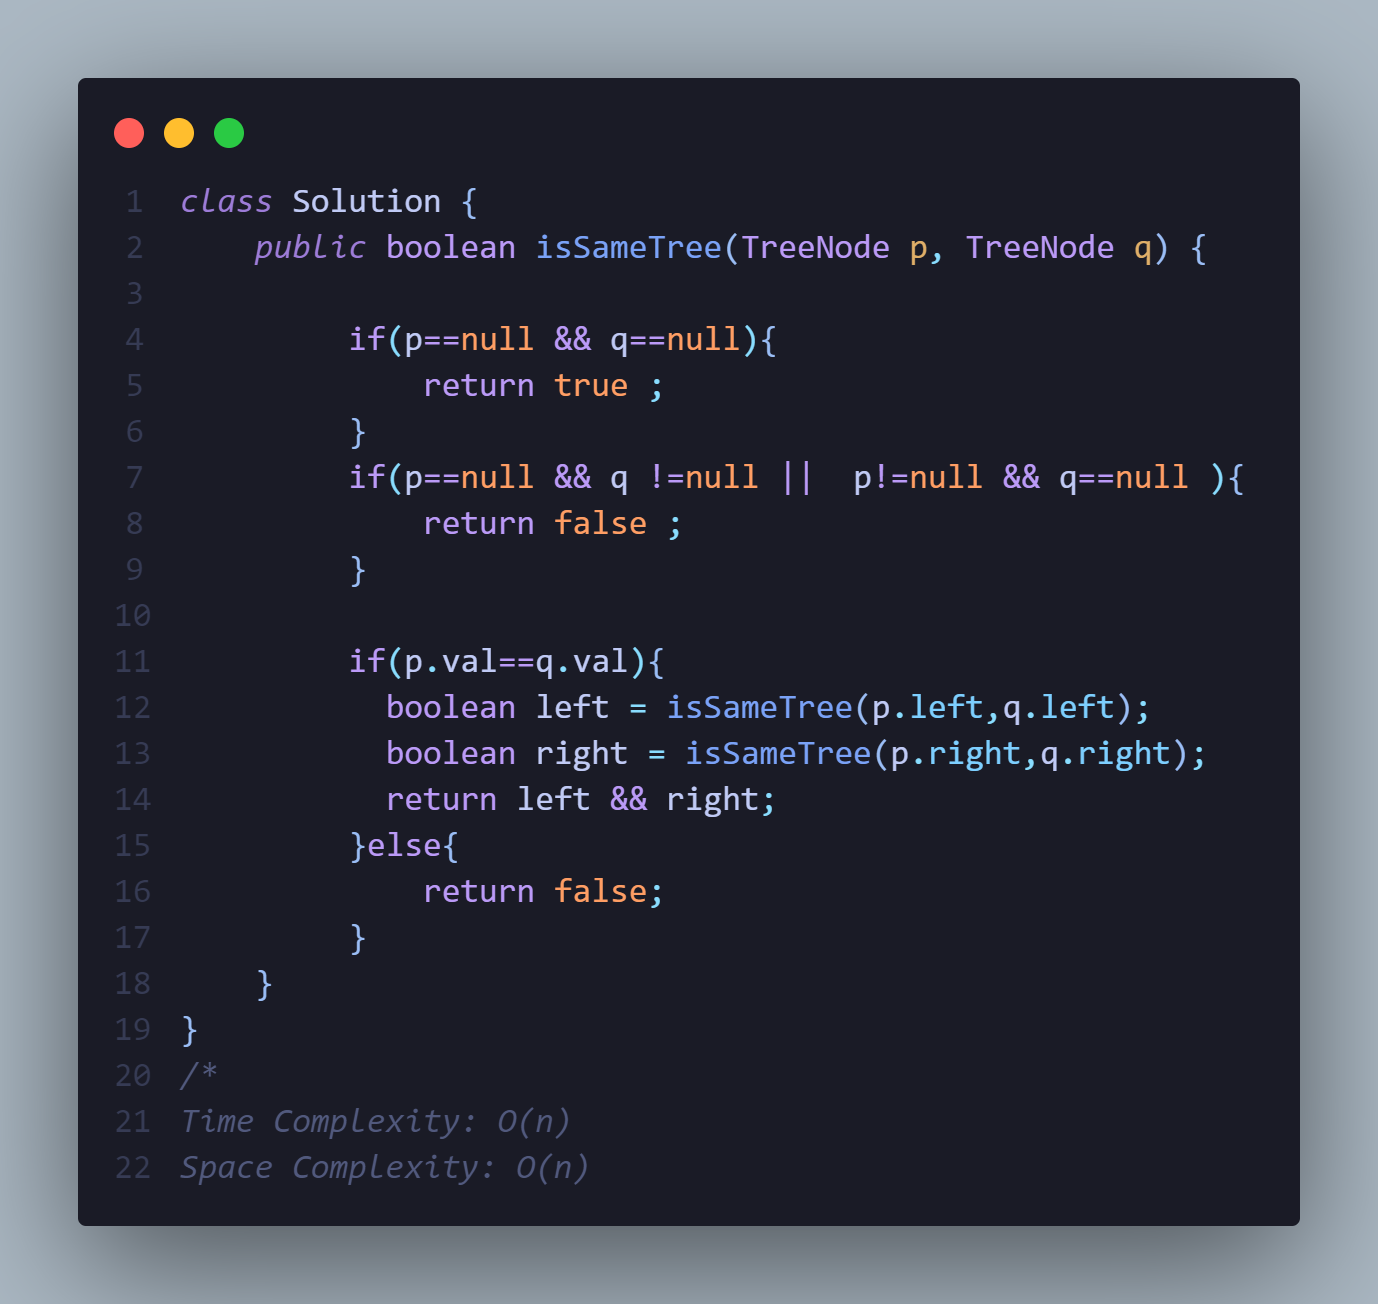 1 class Solution {
2     public boolean isSameTree(TreeNode p, TreeNode q) {
3
4          if(p==null && q==null){
5              return true ;
6          }
7          if(p==null && q !=null ||  p!=null && q==null ){
8              return false ;
9          }
10
11          if(p.val==q.val){
12            boolean left = isSameTree(p.left,q.left);
13            boolean right = isSameTree(p.right,q.right);
14            return left && right;
15          }else{
16              return false;
17          }
18     }
19 }
20 /*
21 Time Complexity: O(n)
22 Space Complexity: O(n)